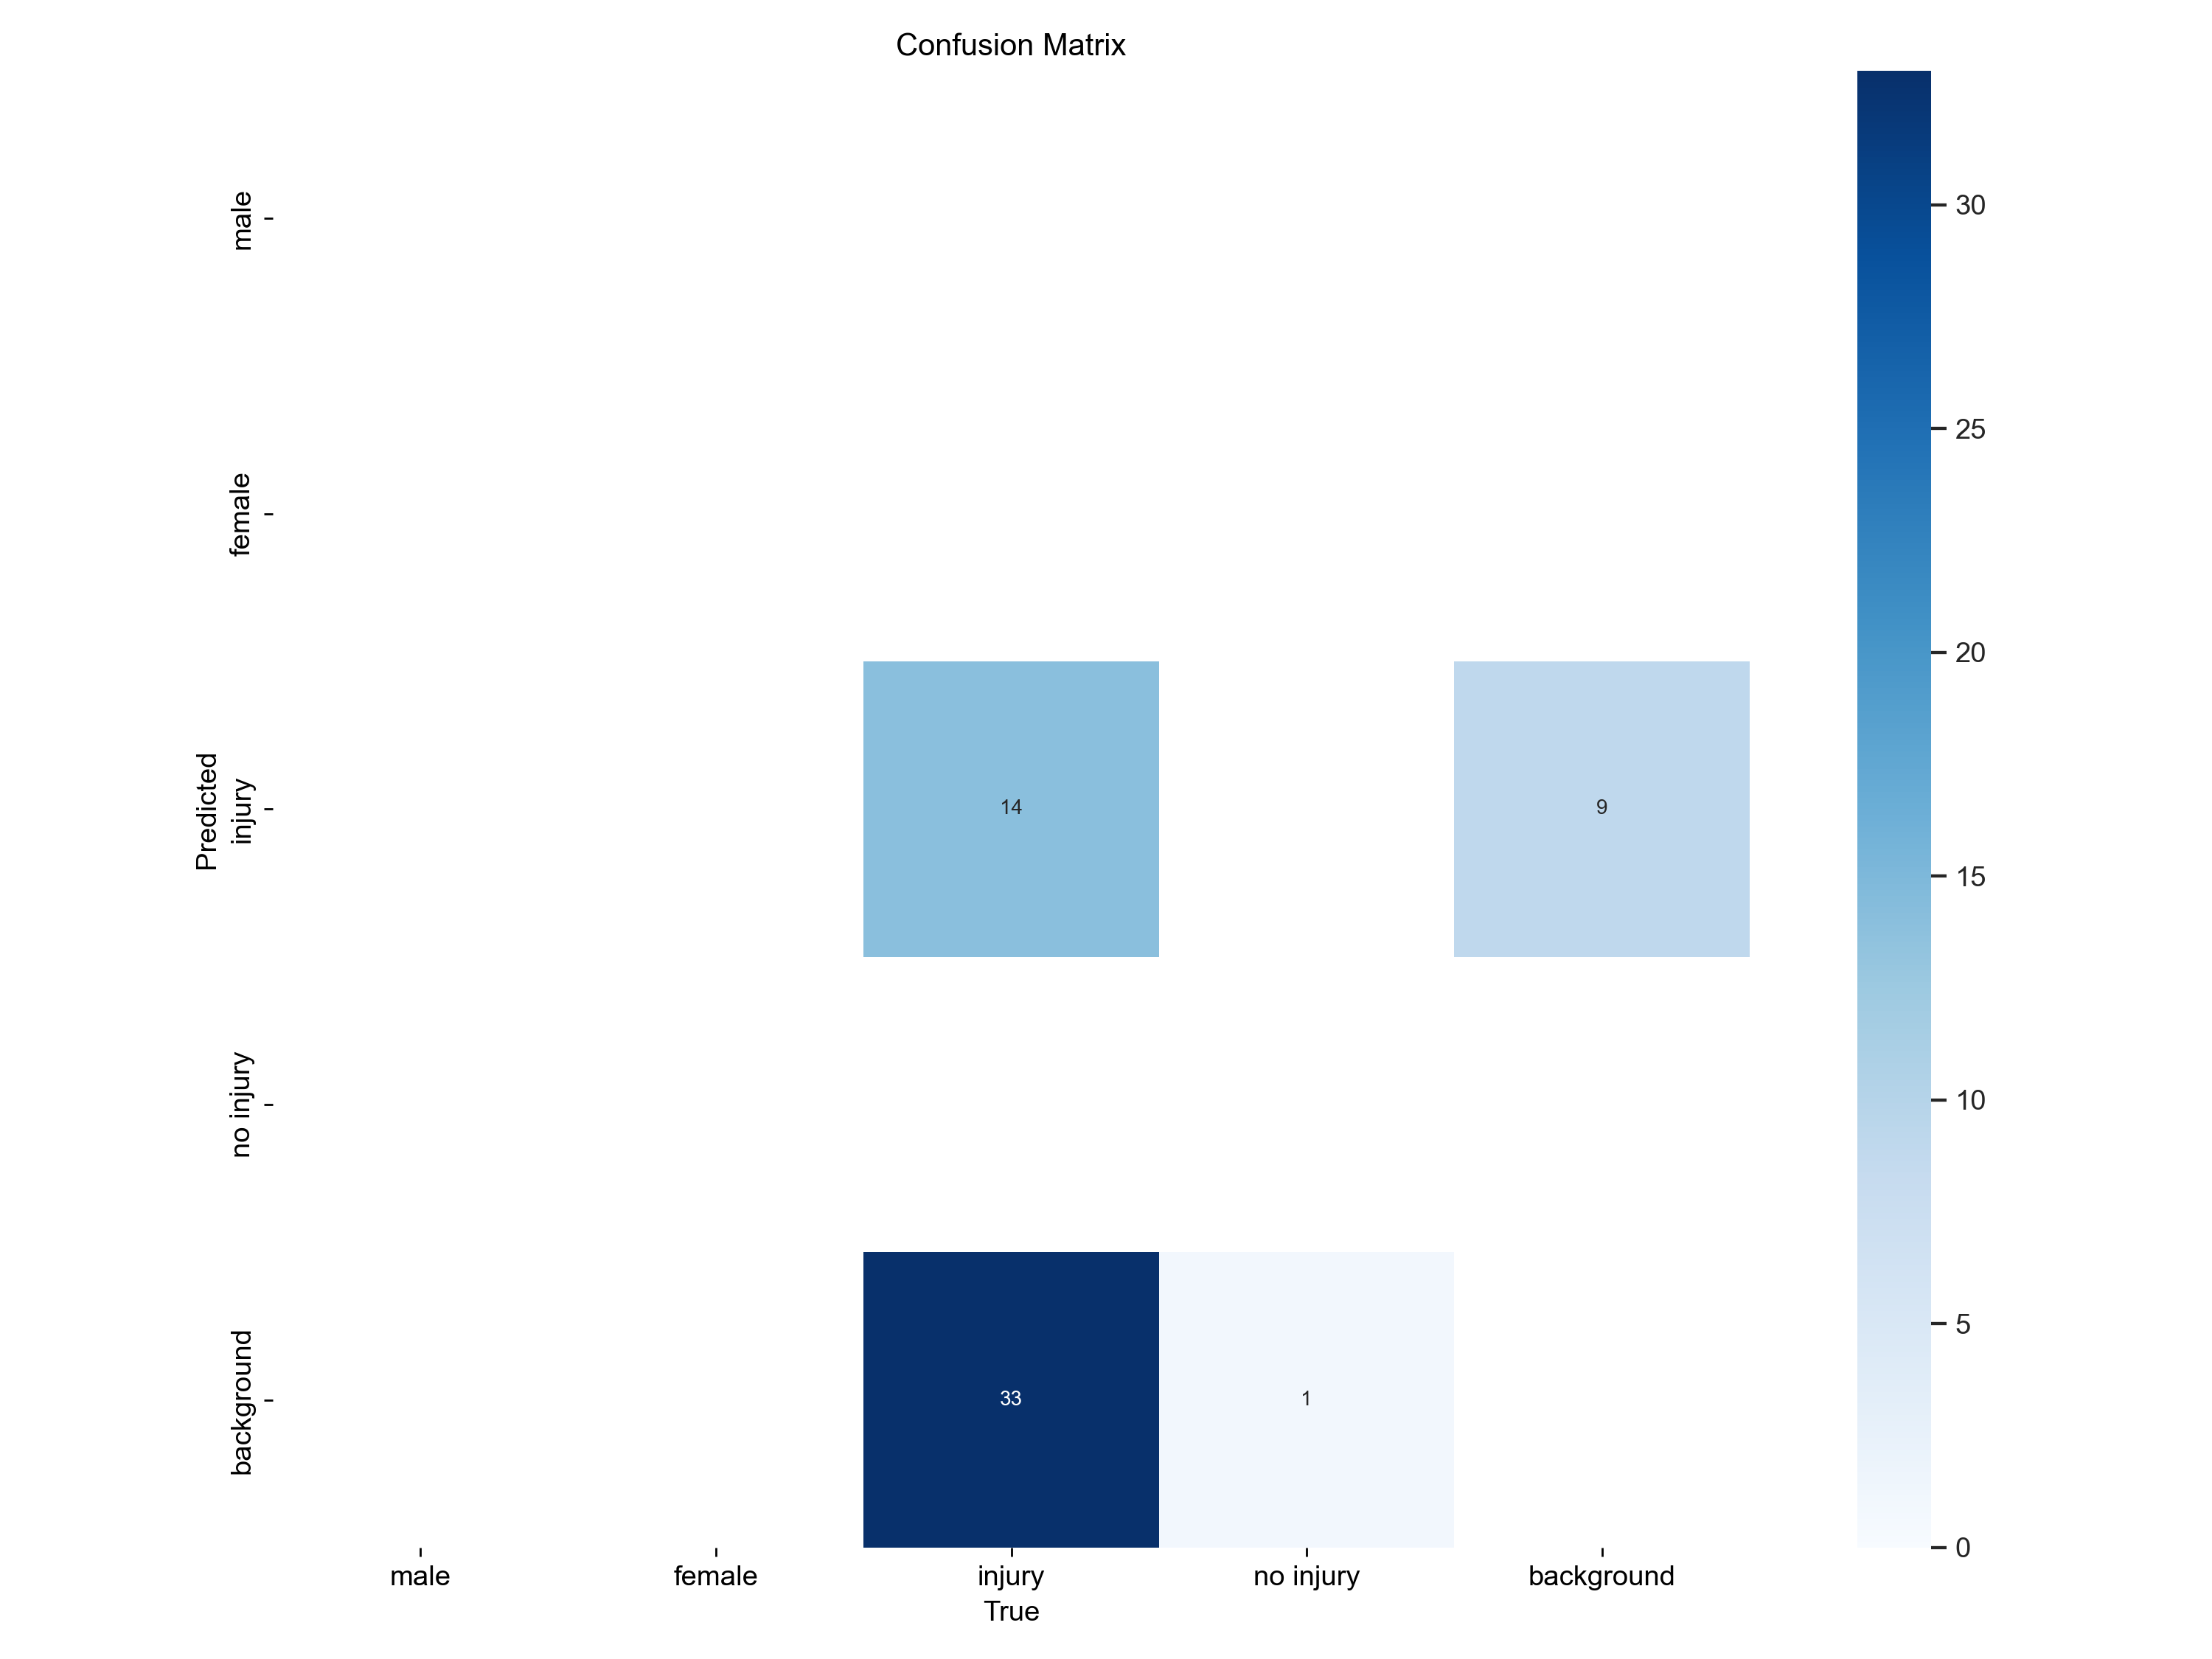 Confusion Matrix
male
female
injury
no injury
background
Predicted
14
9
33
1
male
female
injury
no injury
background
True
30
25
20
15
10
5
0